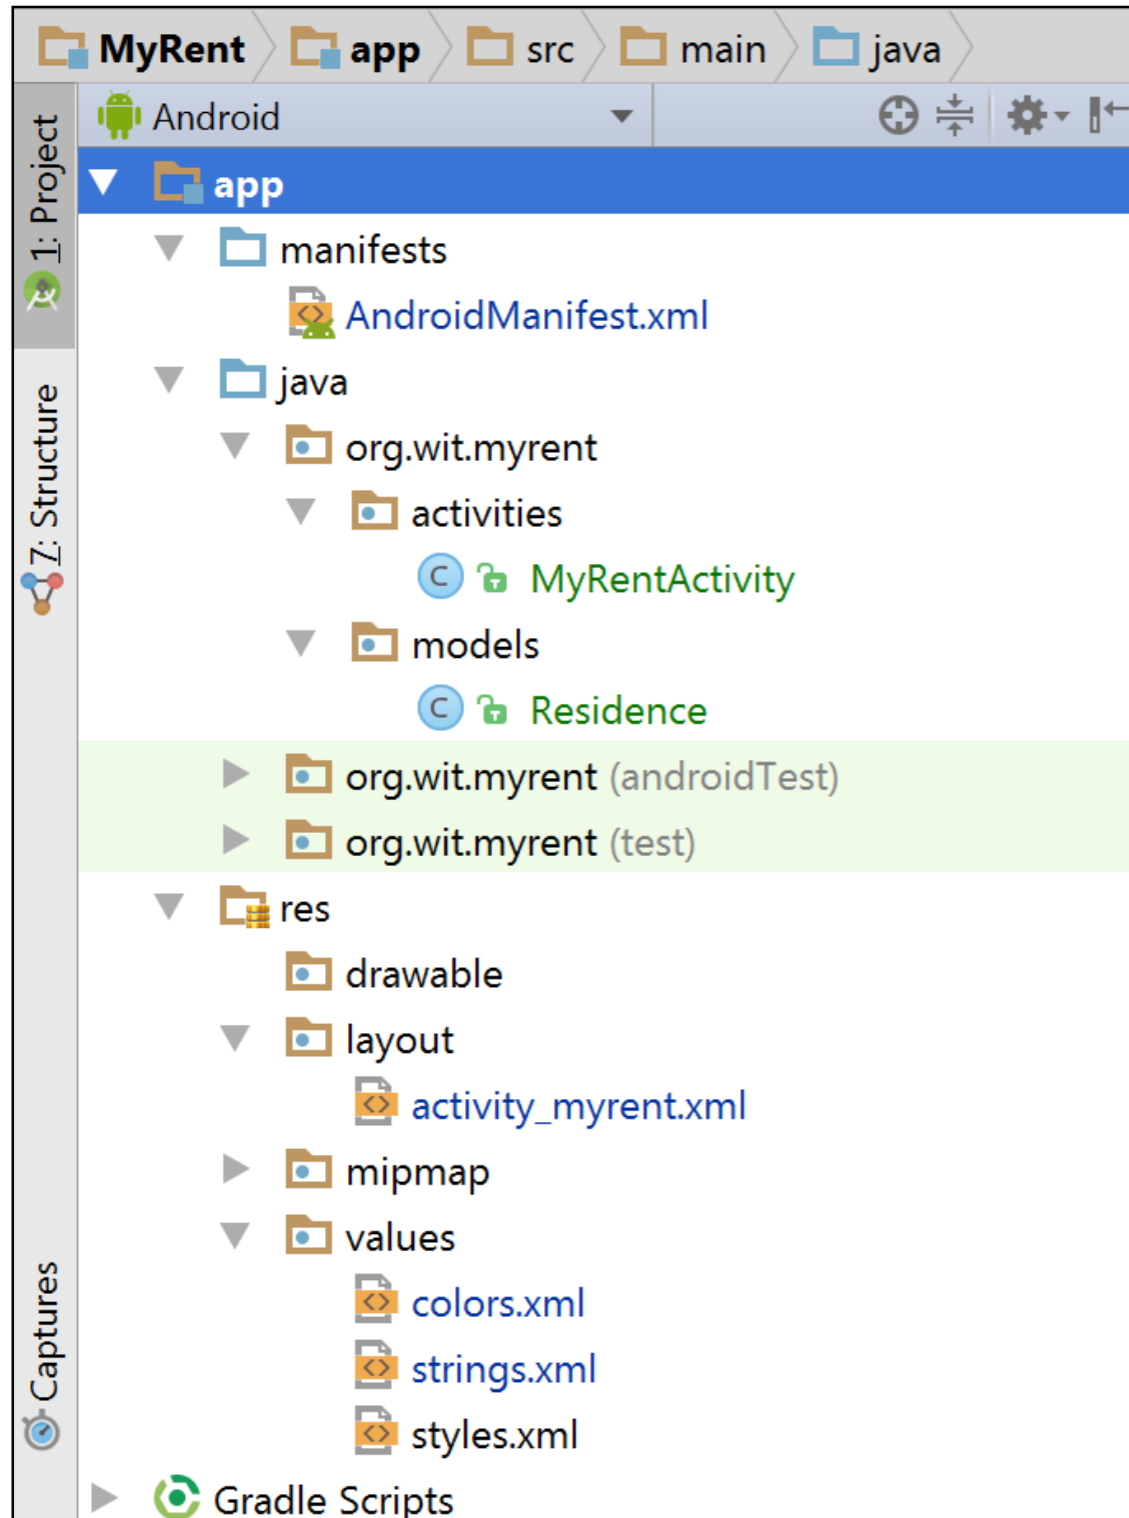 MyRent app src main java
Android
1: Project
7: Structure
Captures
app
manifests
AndroidManifest.xml
java
org.wit.myrent
activities
MyRentActivity
models
Residence
org.wit.myrent (androidTest)
org.wit.myrent (test)
res
drawable
layout
activity_myrent.xml
mipmap
values
colors.xml
strings.xml
styles.xml
Gradle Scripts